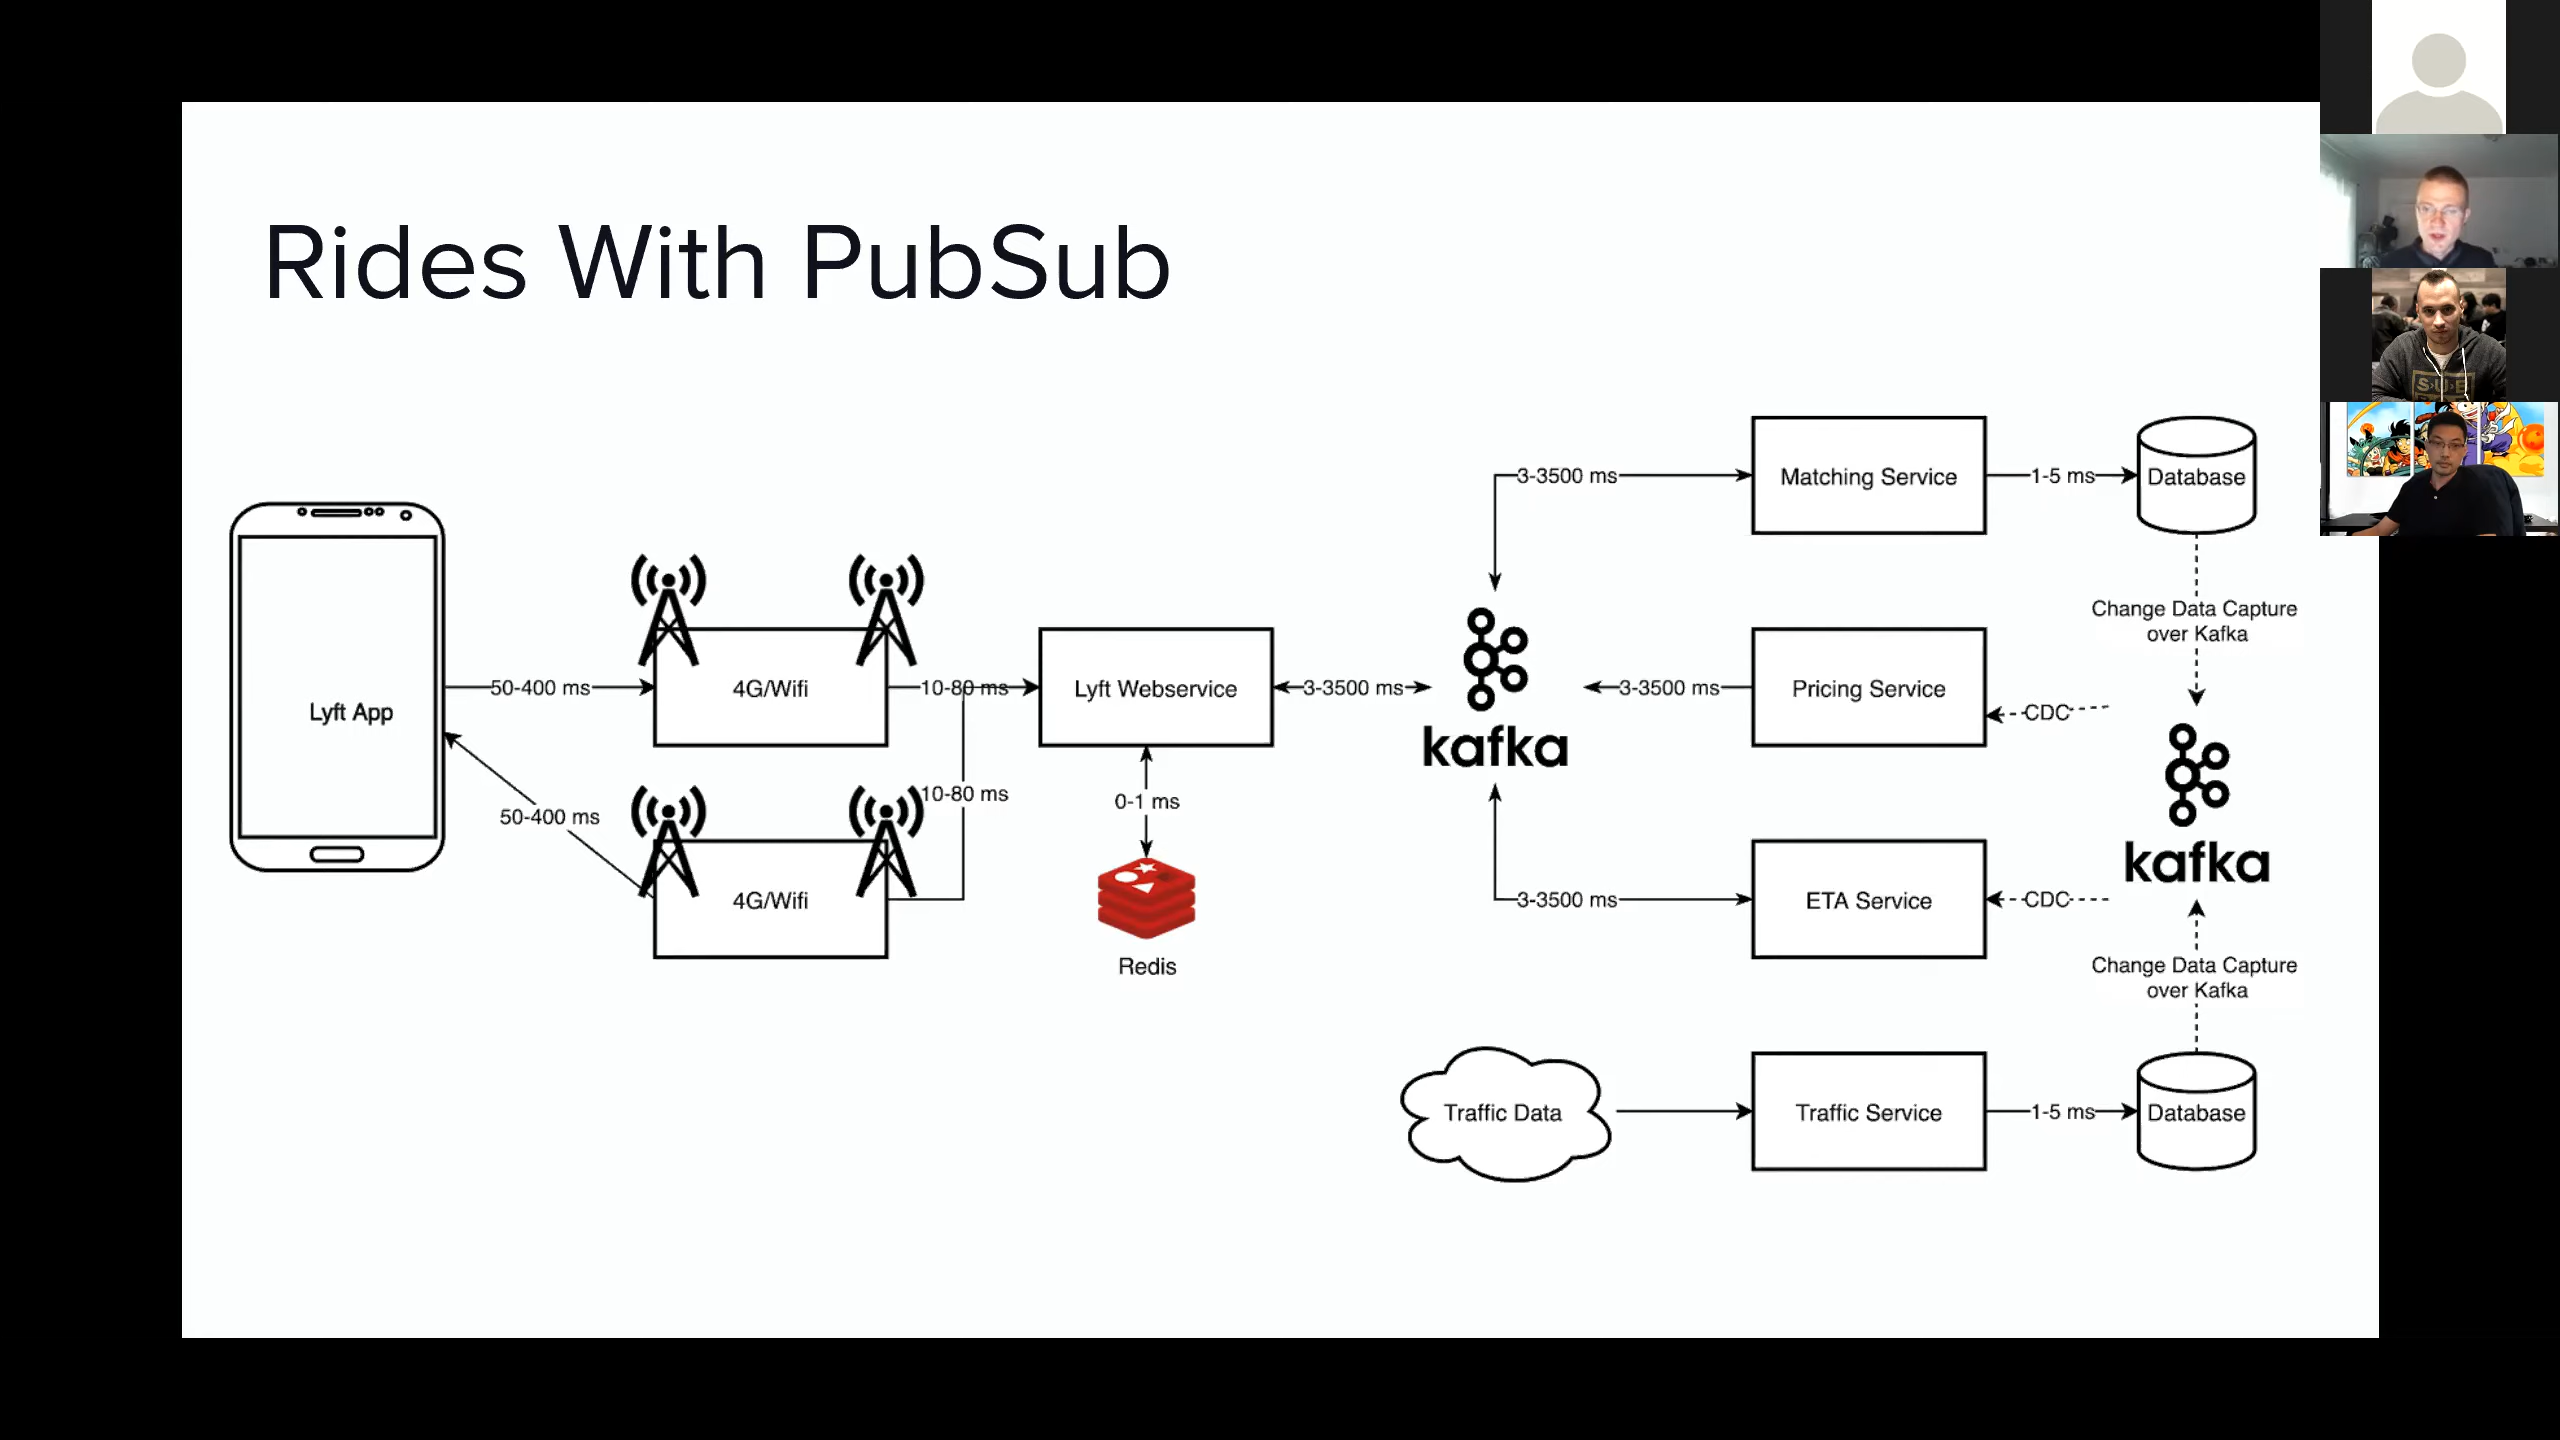 Rides With PubSub
Lyft App
50-400 ms
50-400 ms
4G/Wifi
4G/Wifi
10-80 ms
10-80 ms
Lyft Webservice
0-1 ms
Redis
3-3500 ms
kafka
3-3500 ms
3-3500 ms
3-3500 ms
Matching Service
1-5 ms
Database
Change Data Capture
over Kafka
Pricing Service
CDC
kafka
ETA Service
CDC
Change Data Capture
over Kafka
Traffic Data
Traffic Service
1-5 ms
Database